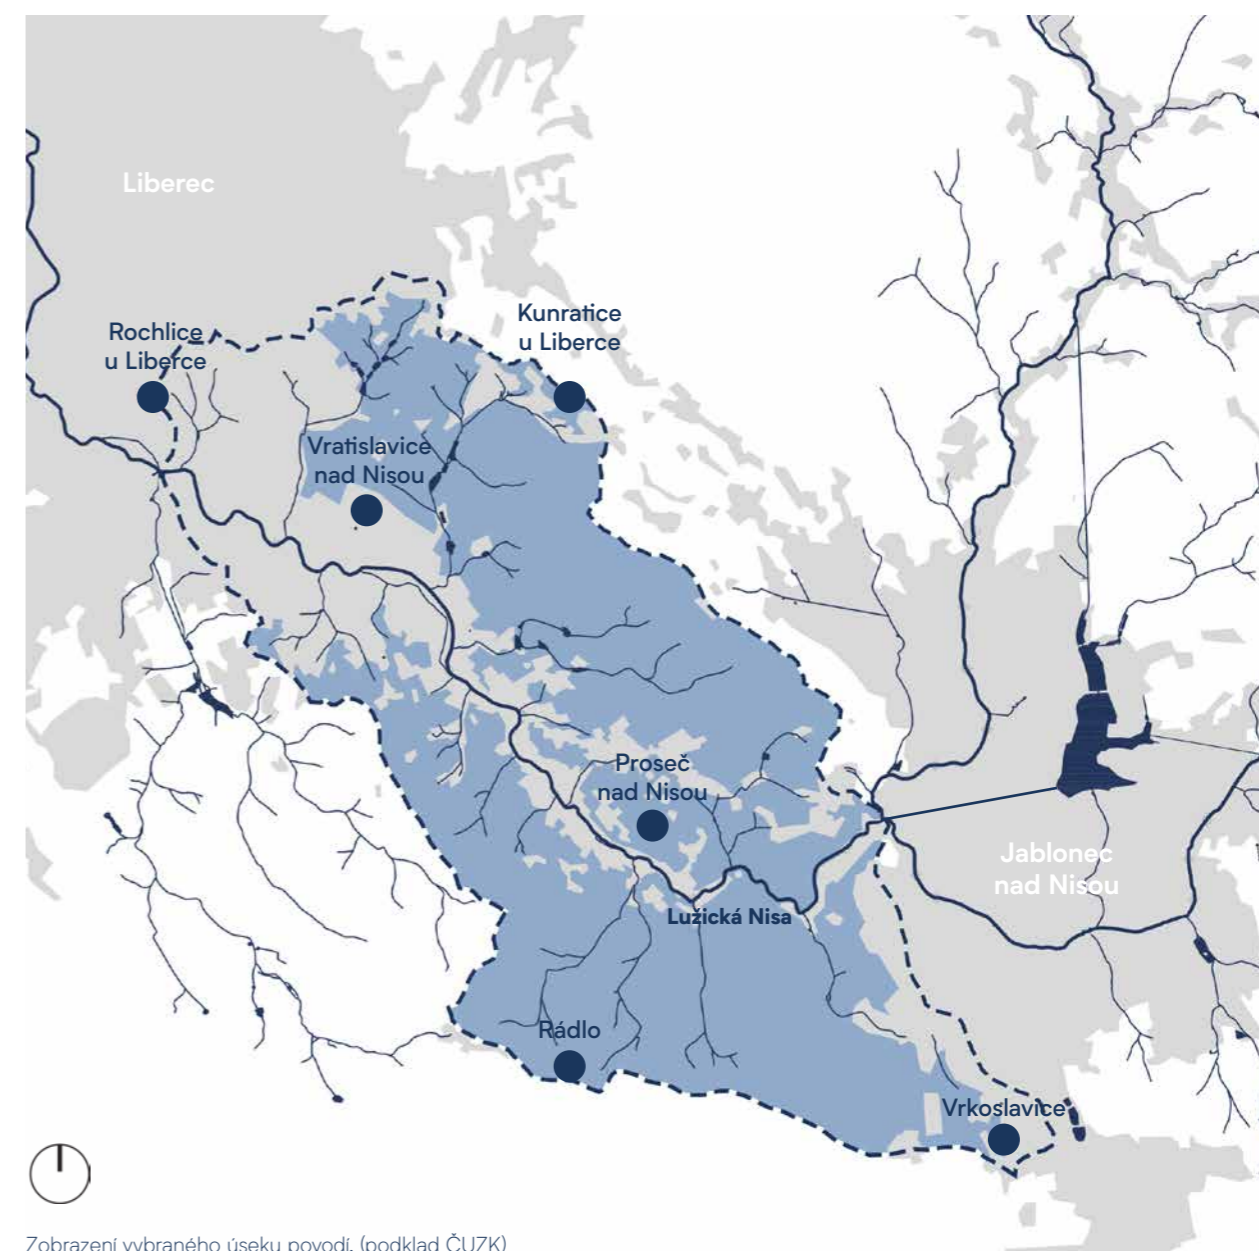 Liberec
Kunratice
u Liberce
Rochlice
u Liberce
Vratislavice
nad Nisou
Proseč
nad Nisou
Jablonec
nad Nisou
Lužická Nisa
Rádlo
Vrkoslavice
Zobrazení vybraného úseku povodí. (podklad ČUZK)